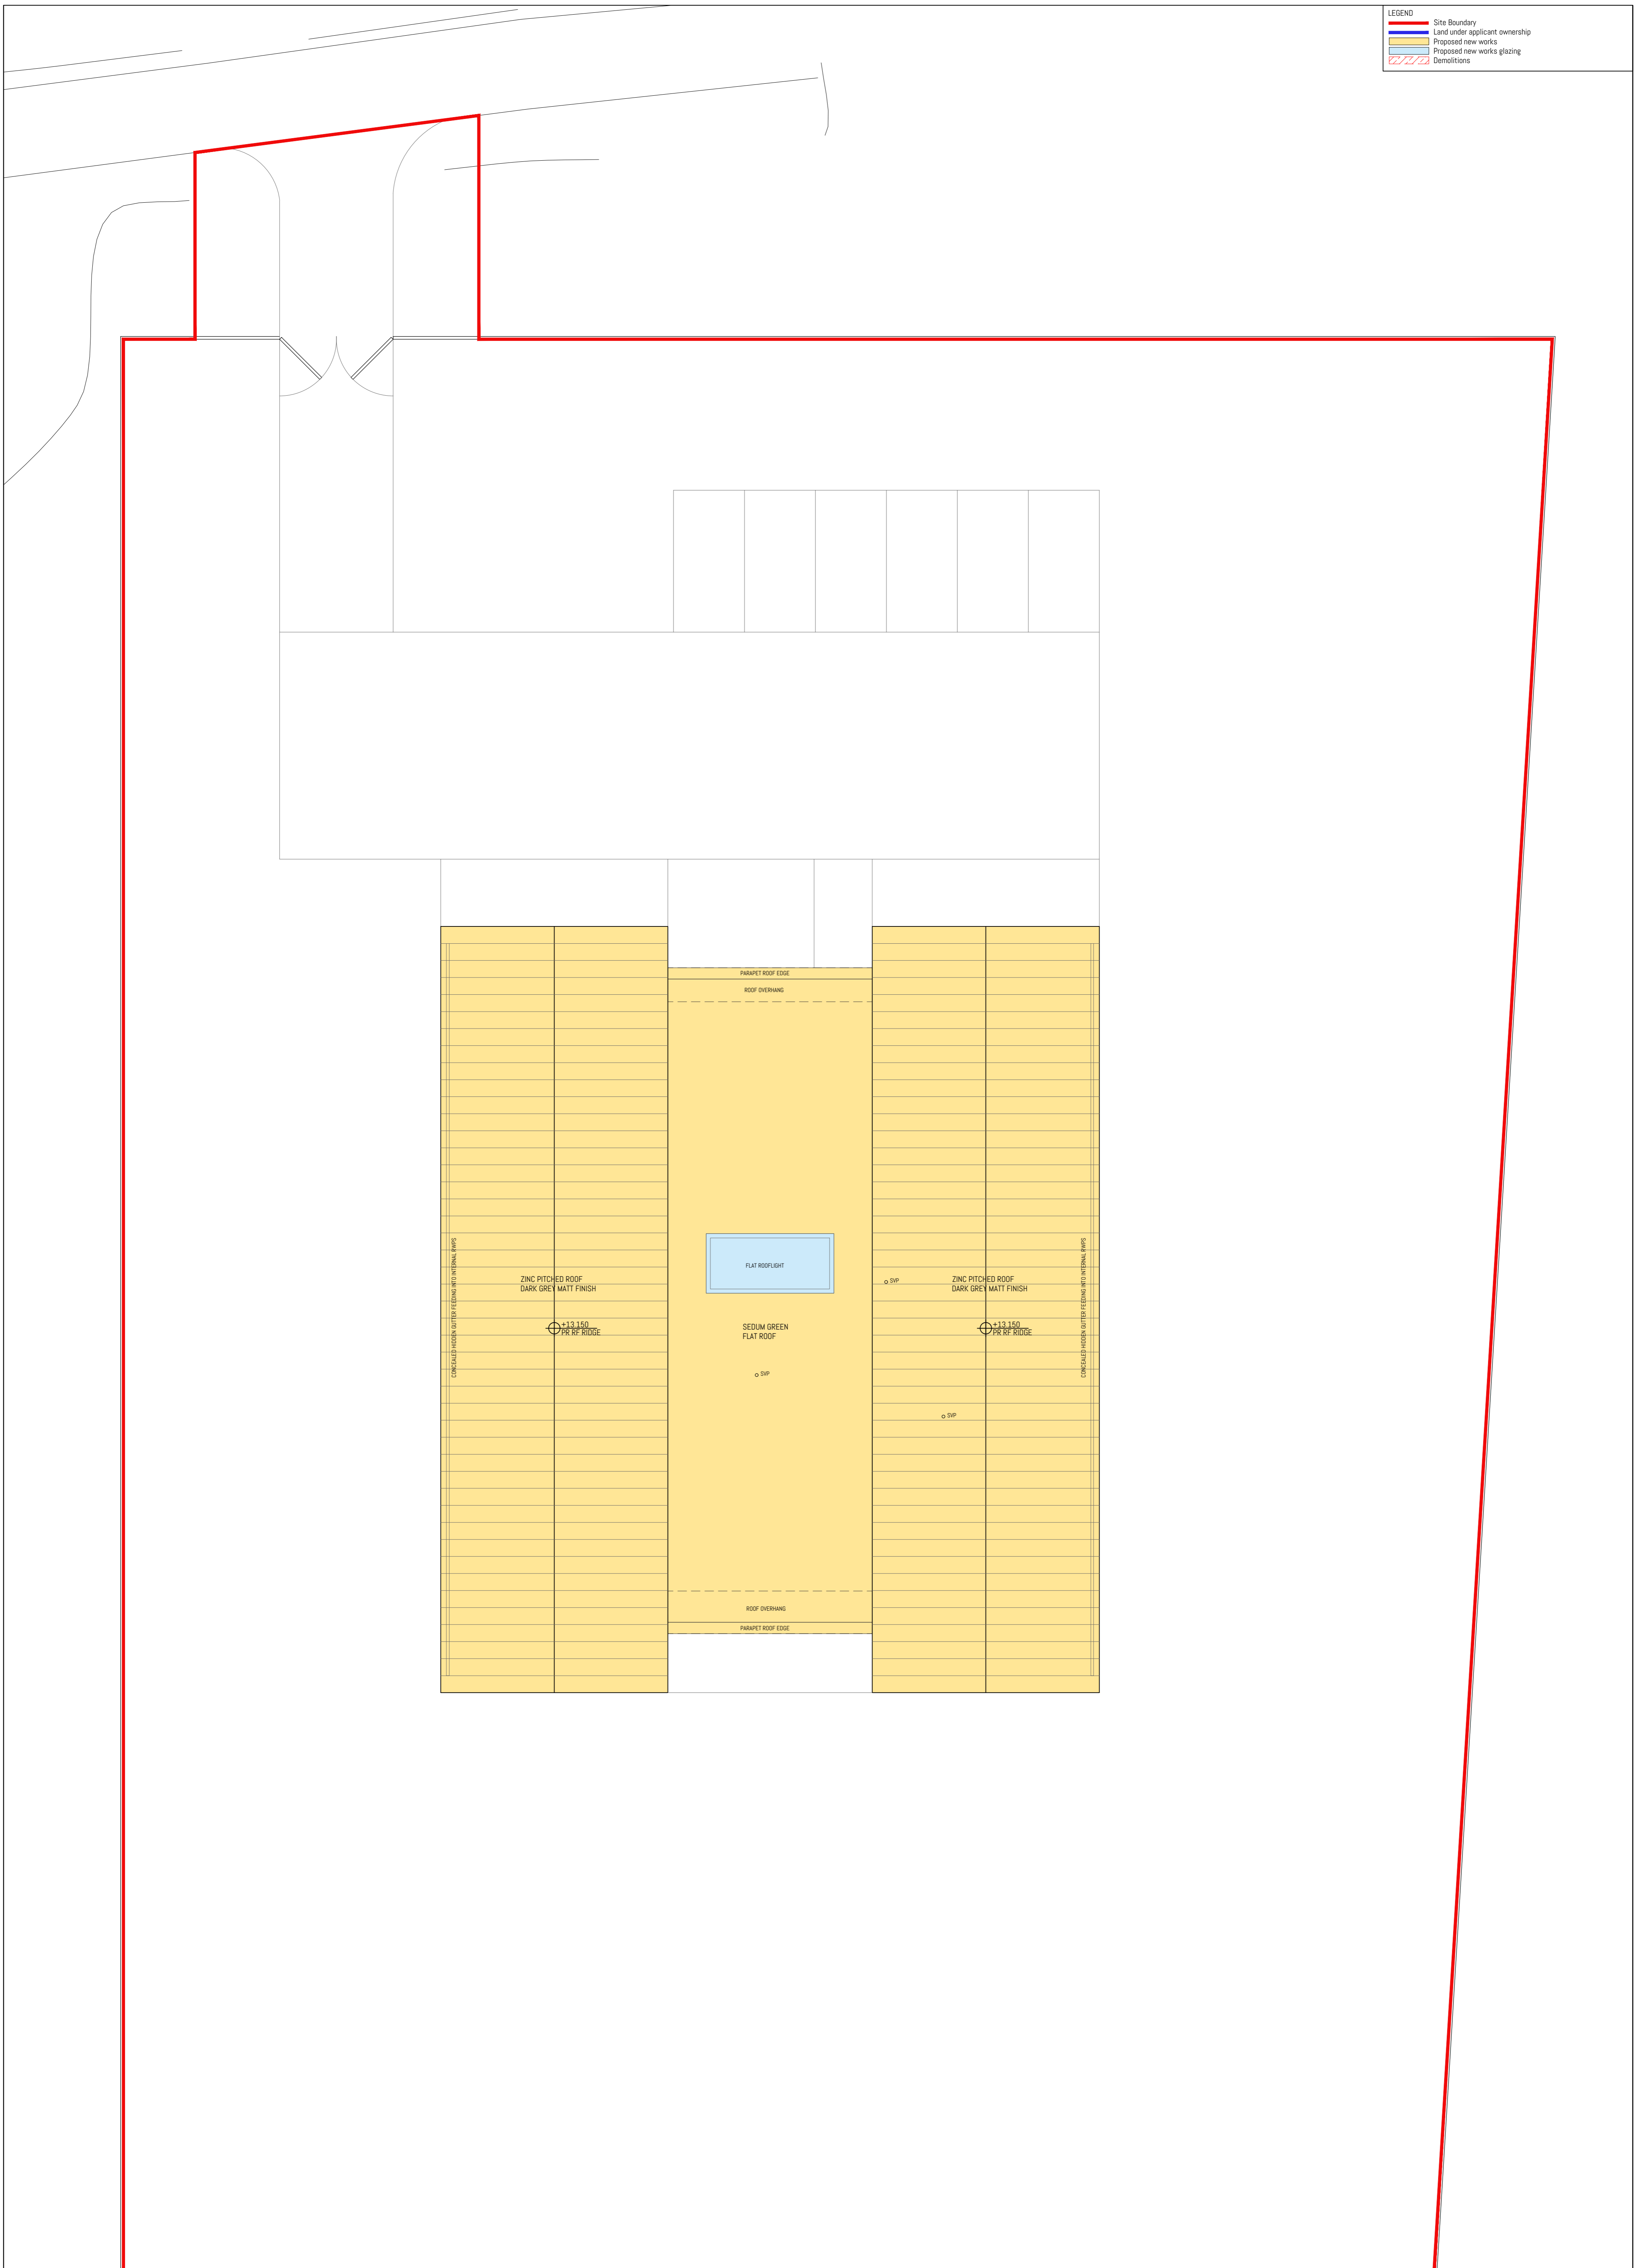 LEGEND
Site Boundary
Land under applicant ownership
Proposed new works
Proposed new works glazing
Demolitions
PARAPET ROOF EDGE
ROOF OVERHANG
CONCEALED HIDDEN GUTTER FEEDING INTO INTERNAL RWPS
ZINC PITCHED ROOF
DARK GREY MATT FINISH
+13.150
PR RF RIDGE
FLAT ROOFLIGHT
SEDUM GREEN
FLAT ROOF
SVP
SVP
ZINC PITCHED ROOF
DARK GREY MATT FINISH
+13.150
PR RF RIDGE
SVP
CONCEALED HIDDEN GUTTER FEEDING INTO INTERNAL RWPS
ROOF OVERHANG
PARAPET ROOF EDGE